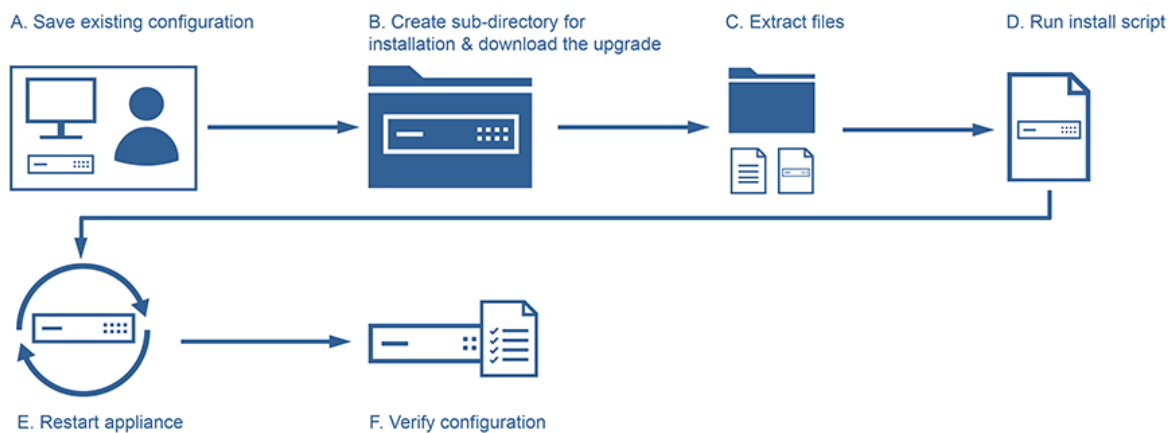 A. Save existing configuration
B. Create sub-directory for
installation & download the upgrade
C. Extract files
D. Run install script
E. Restart appliance
F. Verify configuration